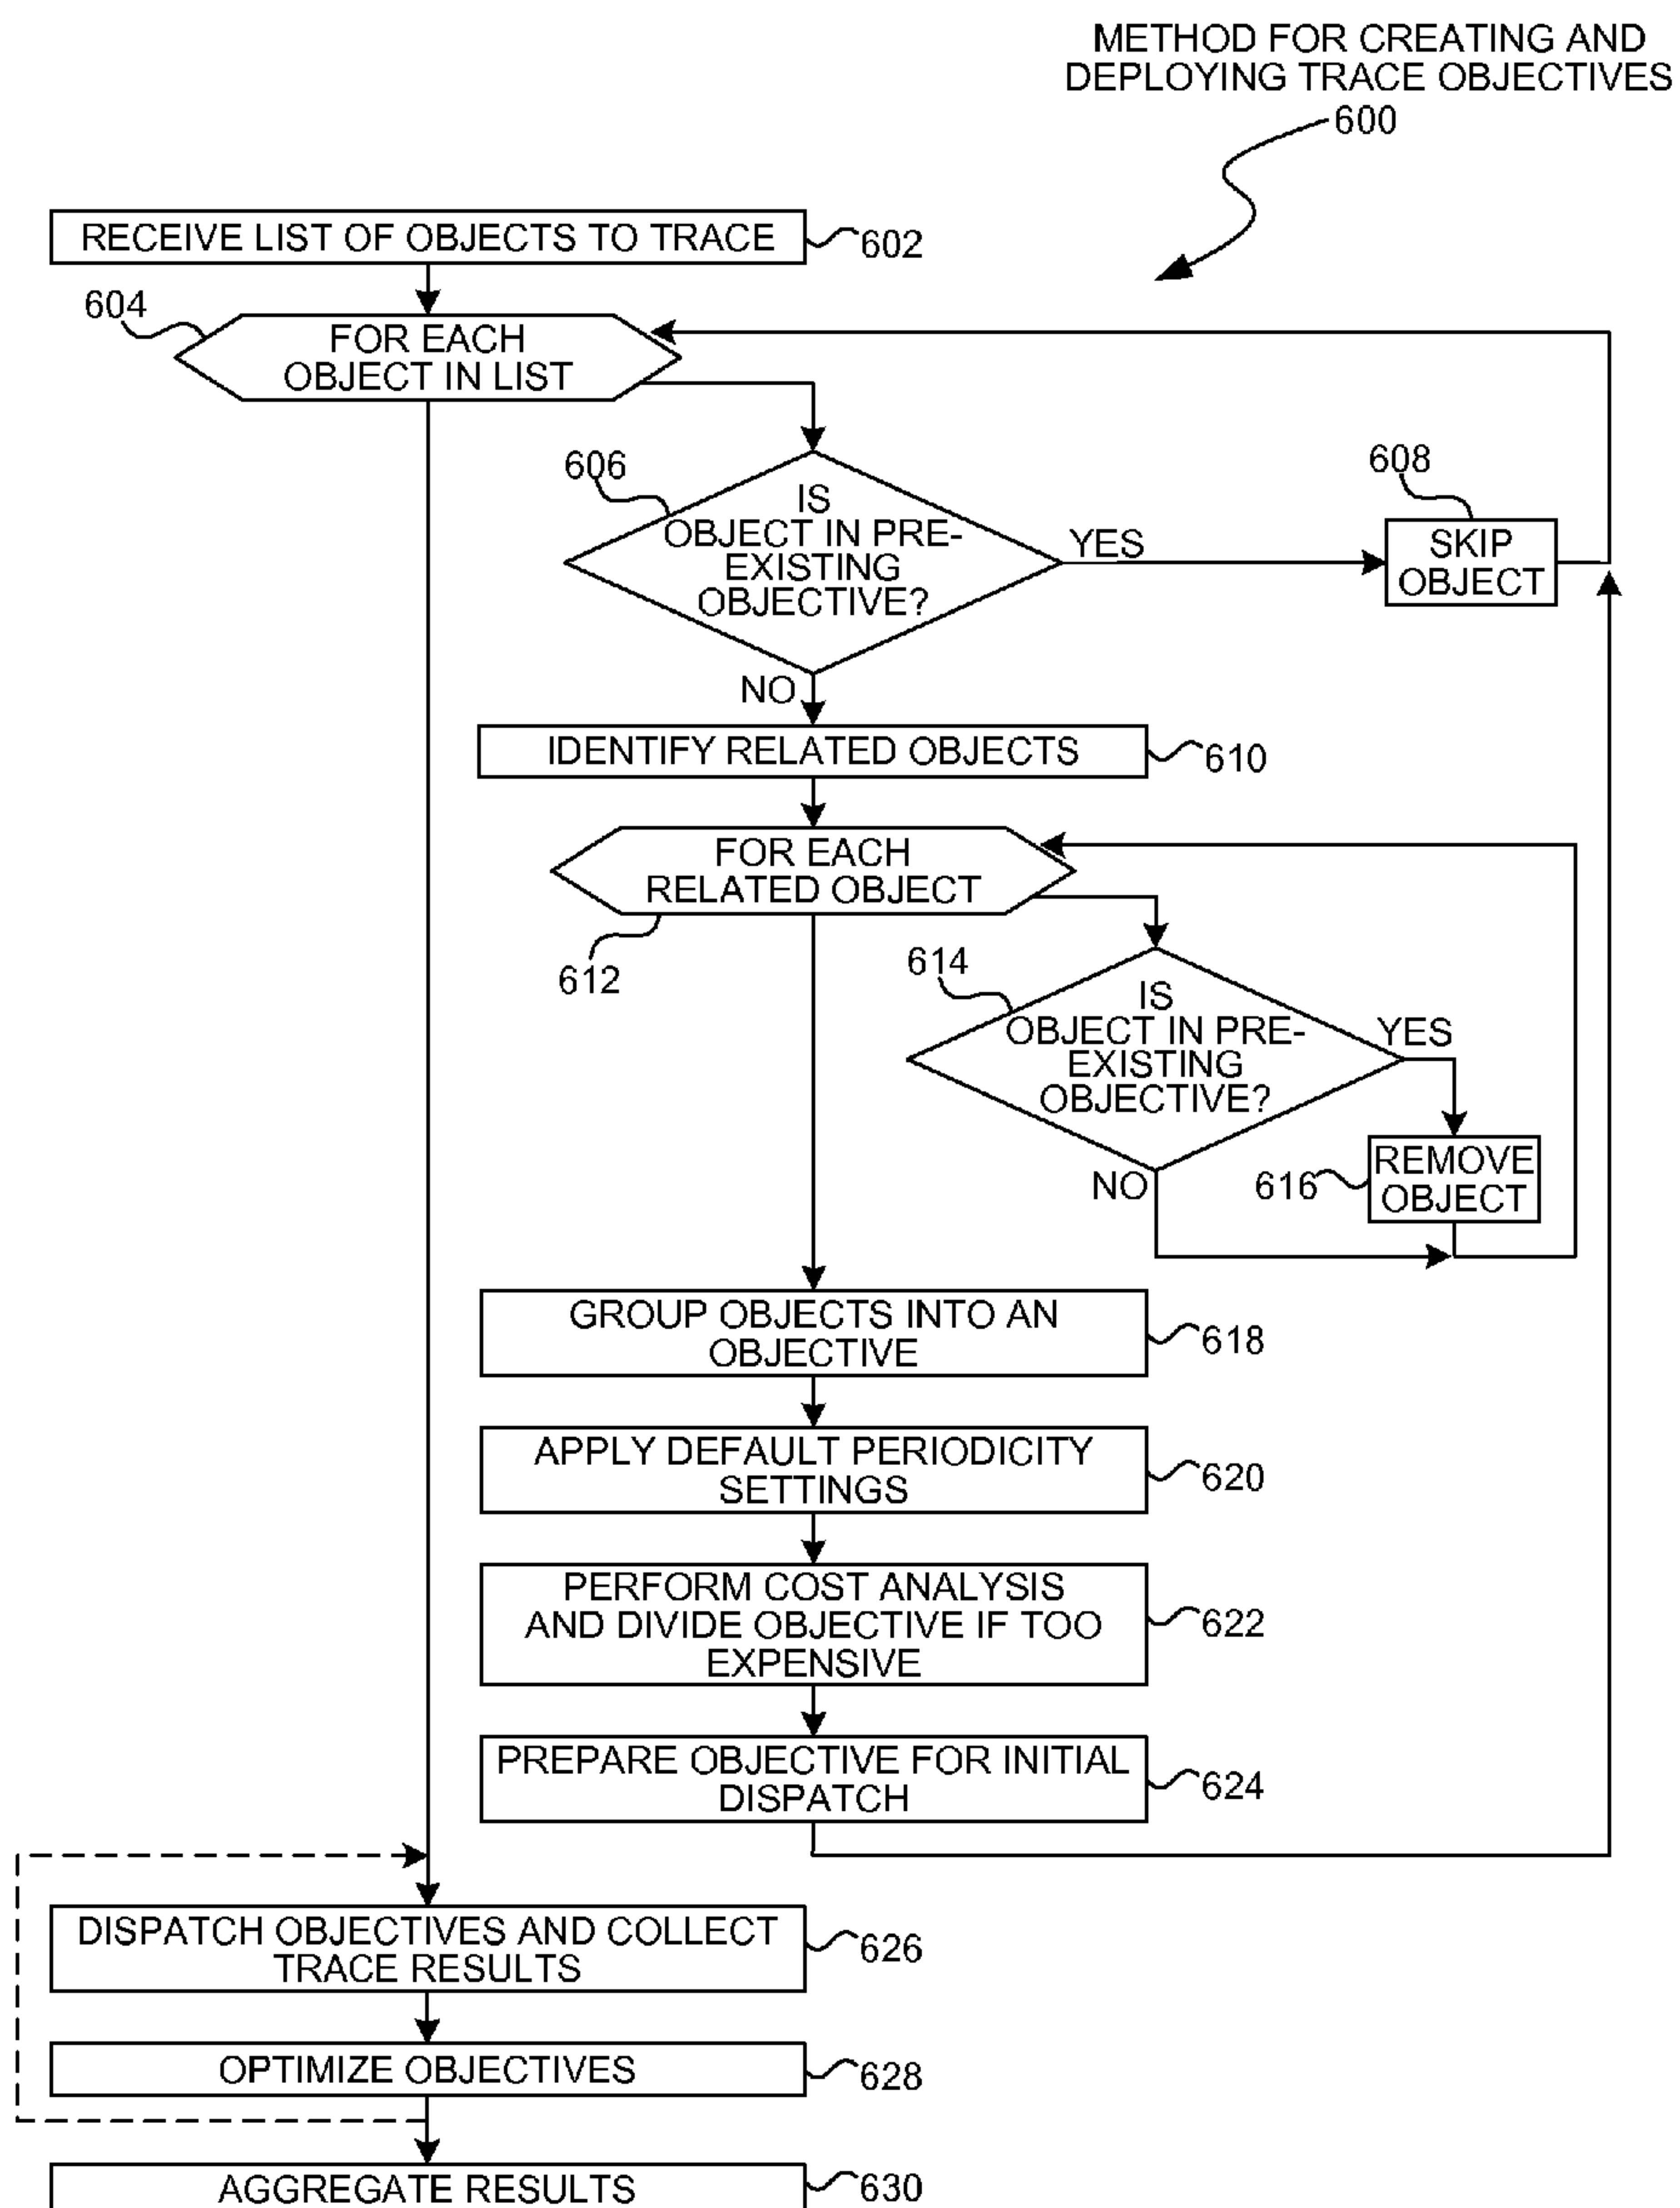 METHOD FOR CREATING AND
DEPLOYING TRACE OBJECTIVES
600
RECEIVE LIST OF OBJECTS TO TRACE
602
604
FOR EACH
OBJECT IN LIST
606
IS
OBJECT IN PRE-
EXISTING
OBJECTIVE?
YES
608
SKIP
OBJECT
NO
IDENTIFY RELATED OBJECTS
610
FOR EACH
RELATED OBJECT
612
614
IS
OBJECT IN PRE-
EXISTING
OBJECTIVE?
YES
NO
616
REMOVE
OBJECT
GROUP OBJECTS INTO AN
OBJECTIVE
618
APPLY DEFAULT PERIODICITY
SETTINGS
620
PERFORM COST ANALYSIS
AND DIVIDE OBJECTIVE IF TOO
EXPENSIVE
622
PREPARE OBJECTIVE FOR INITIAL
DISPATCH
624
DISPATCH OBJECTIVES AND COLLECT
TRACE RESULTS
626
OPTIMIZE OBJECTIVES
628
AGGREGATE RESULTS
630